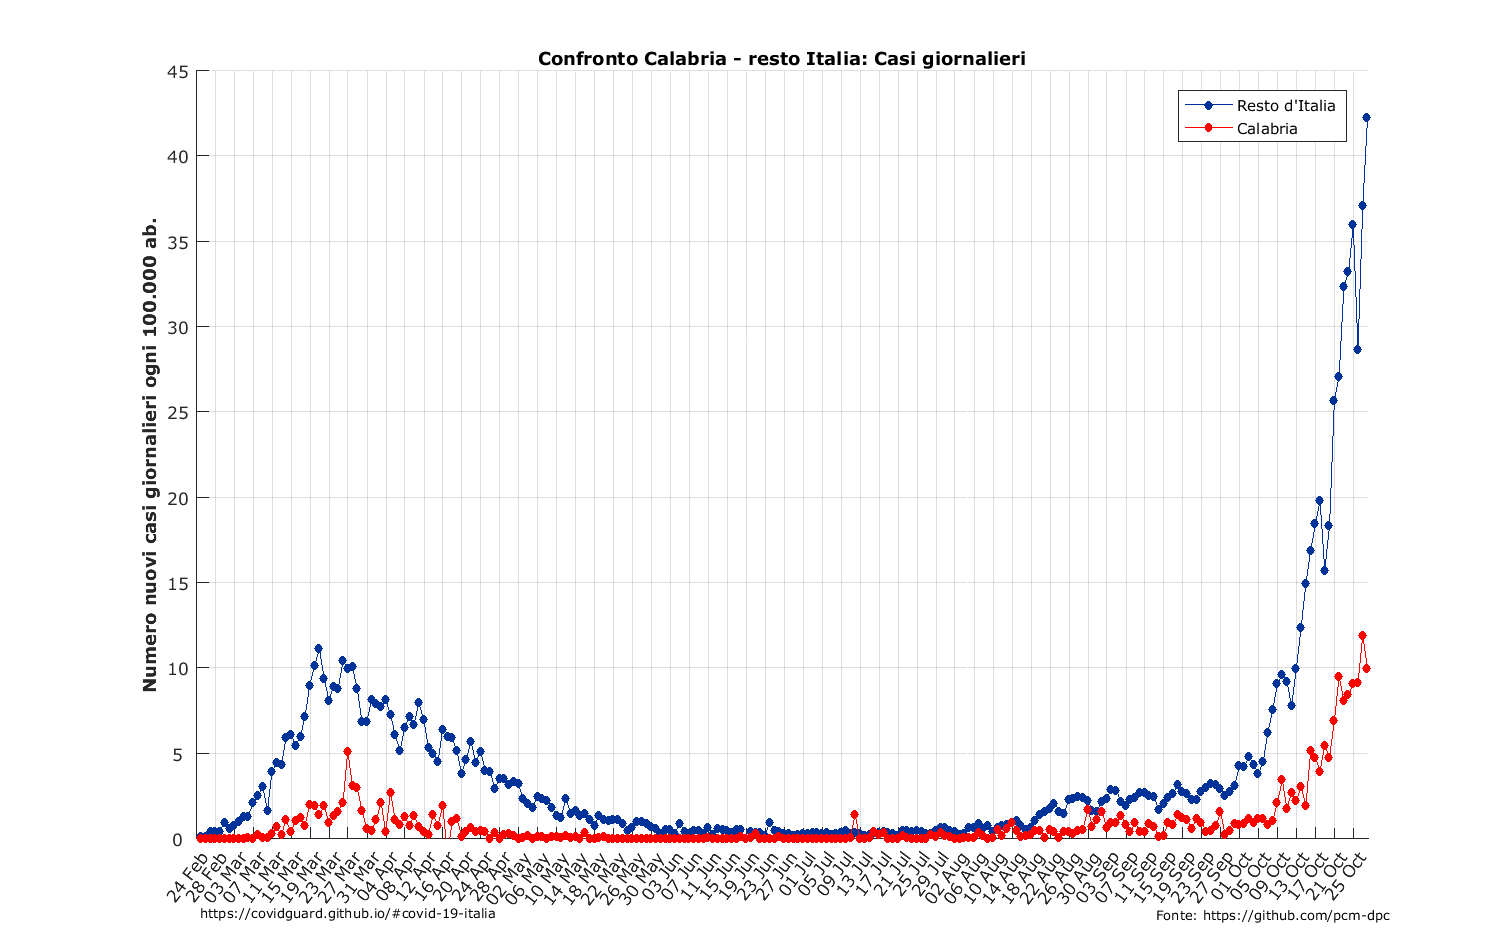 Confronto Calabria - resto Italia: Casi giornalieri
Resto d'Italia
Calabria
Numero nuovi casi giornalieri ogni 100.000 ab.
45
40
35
30
25
20
15
10
5
0
24 Feb
28 Feb
03 Mar
07 Mar
11 Mar
15 Mar
19 Mar
23 Mar
27 Mar
31 Mar
04 Apr
08 Apr
12 Apr
16 Apr
20 Apr
24 Apr
28 Apr
02 May
06 May
10 May
14 May
18 May
22 May
26 May
30 May
03 Jun
07 Jun
11 Jun
15 Jun
19 Jun
23 Jun
27 Jun
01 Jul
05 Jul
09 Jul
13 Jul
17 Jul
21 Jul
25 Jul
29 Jul
02 Aug
06 Aug
10 Aug
14 Aug
18 Aug
22 Aug
26 Aug
30 Aug
03 Sep
07 Sep
11 Sep
15 Sep
19 Sep
23 Sep
27 Sep
01 Oct
05 Oct
09 Oct
13 Oct
17 Oct
21 Oct
25 Oct
https://covidguard.github.io/#covid-19-italia
Fonte: https://github.com/pcm-dpc